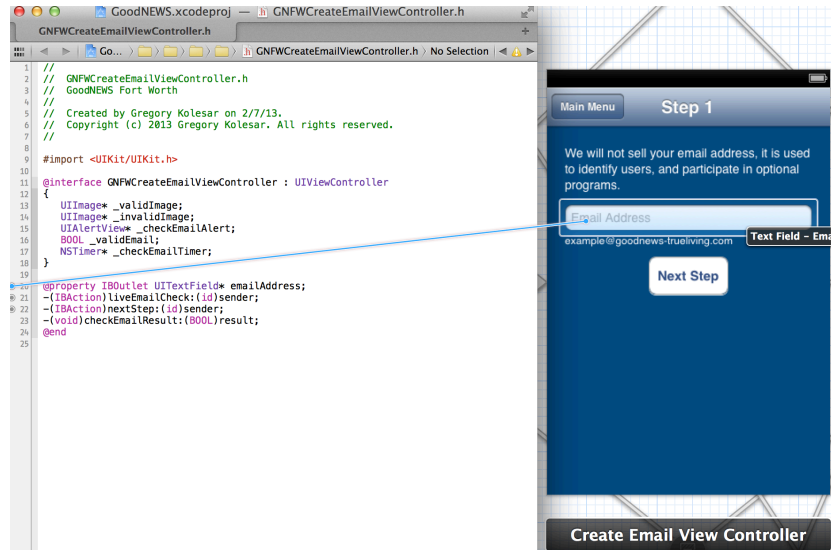 GoodNEWS.xcodeproj — GNFWCreateEmailViewController.h
GNFWCreateEmailViewController.h
Go... GNFWCreateEmailViewController.h No Selection
1 //
2 //  GNFWCreateEmailViewController.h
3 //  GoodNEWS Fort Worth
4 //
5 //  Created by Gregory Kolesar on 2/7/13.
6 //  Copyright (c) 2013 Gregory Kolesar. All rights reserved.
7 //
8
9 #import <UIKit/UIKit.h>
10
11 @interface GNFWCreateEmailViewController : UIViewController
12 {
13 UIImage* _validImage;
14 UIImage* _invalidImage;
15 UIAlertView* _checkEmailAlert;
16 BOOL _validEmail;
17 NSTimer* _checkEmailTimer;
18 }
19
@property IBOutlet UITextField* emailAddress;
21 -(IBAction)liveEmailCheck:(id)sender;
22 -(IBAction)nextStep:(id)sender;
23 -(void)checkEmailResult:(BOOL)result;
24 @end
25
Main Menu
Step 1
We will not sell your email address, it is used
to identify users, and participate in optional
programs.
Email Address
example@goodnews-trueliving.com
Text Field – Ema
Next Step
Create Email View Controller